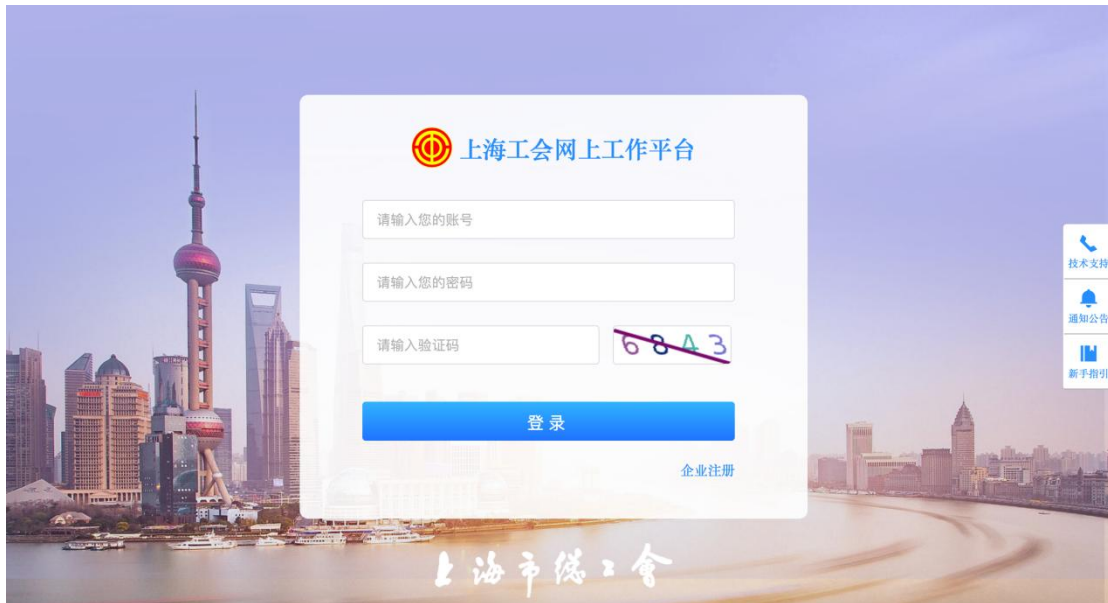 上海工会网上工作平台
请输入您的账号
请输入您的密码
请输入验证码
6843
登录
企业注册
技术支持
通知公告
新手指引
上海市總工會